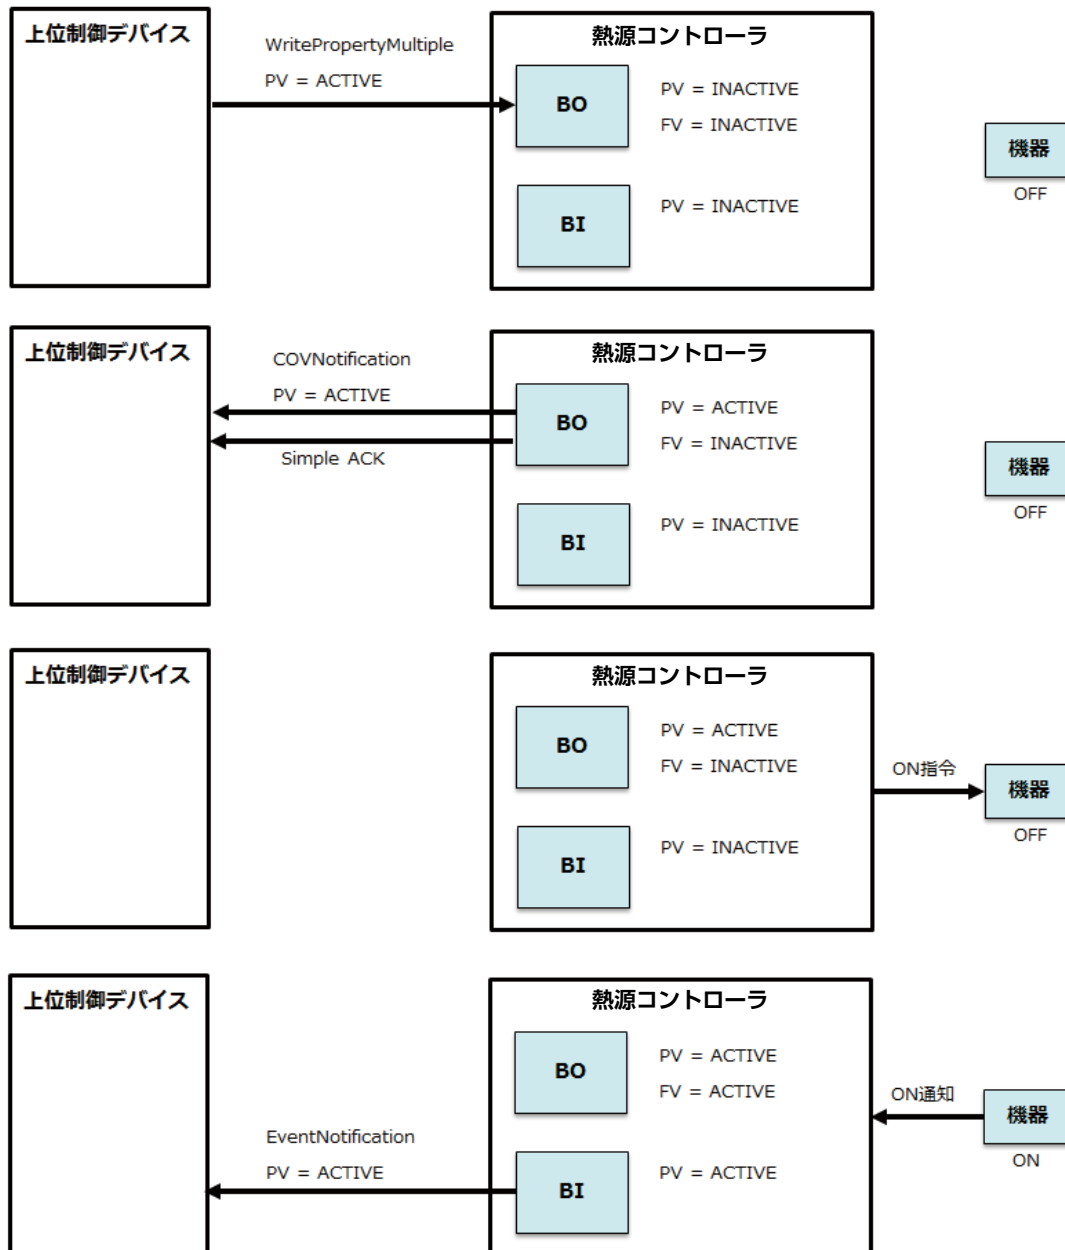 上位制御デバイス
WritePropertyMultiple
PV = ACTIVE
熱源コントローラ
BO
PV = INACTIVE
FV = INACTIVE
BI
PV = INACTIVE
機器
OFF
上位制御デバイス
COVNotification
PV = ACTIVE
Simple ACK
熱源コントローラ
BO
PV = ACTIVE
FV = INACTIVE
BI
PV = INACTIVE
機器
OFF
上位制御デバイス
熱源コントローラ
BO
PV = ACTIVE
FV = INACTIVE
BI
PV = INACTIVE
ON指令
機器
OFF
上位制御デバイス
EventNotification
PV = ACTIVE
熱源コントローラ
BO
PV = ACTIVE
FV = ACTIVE
BI
PV = ACTIVE
ON通知
機器
ON